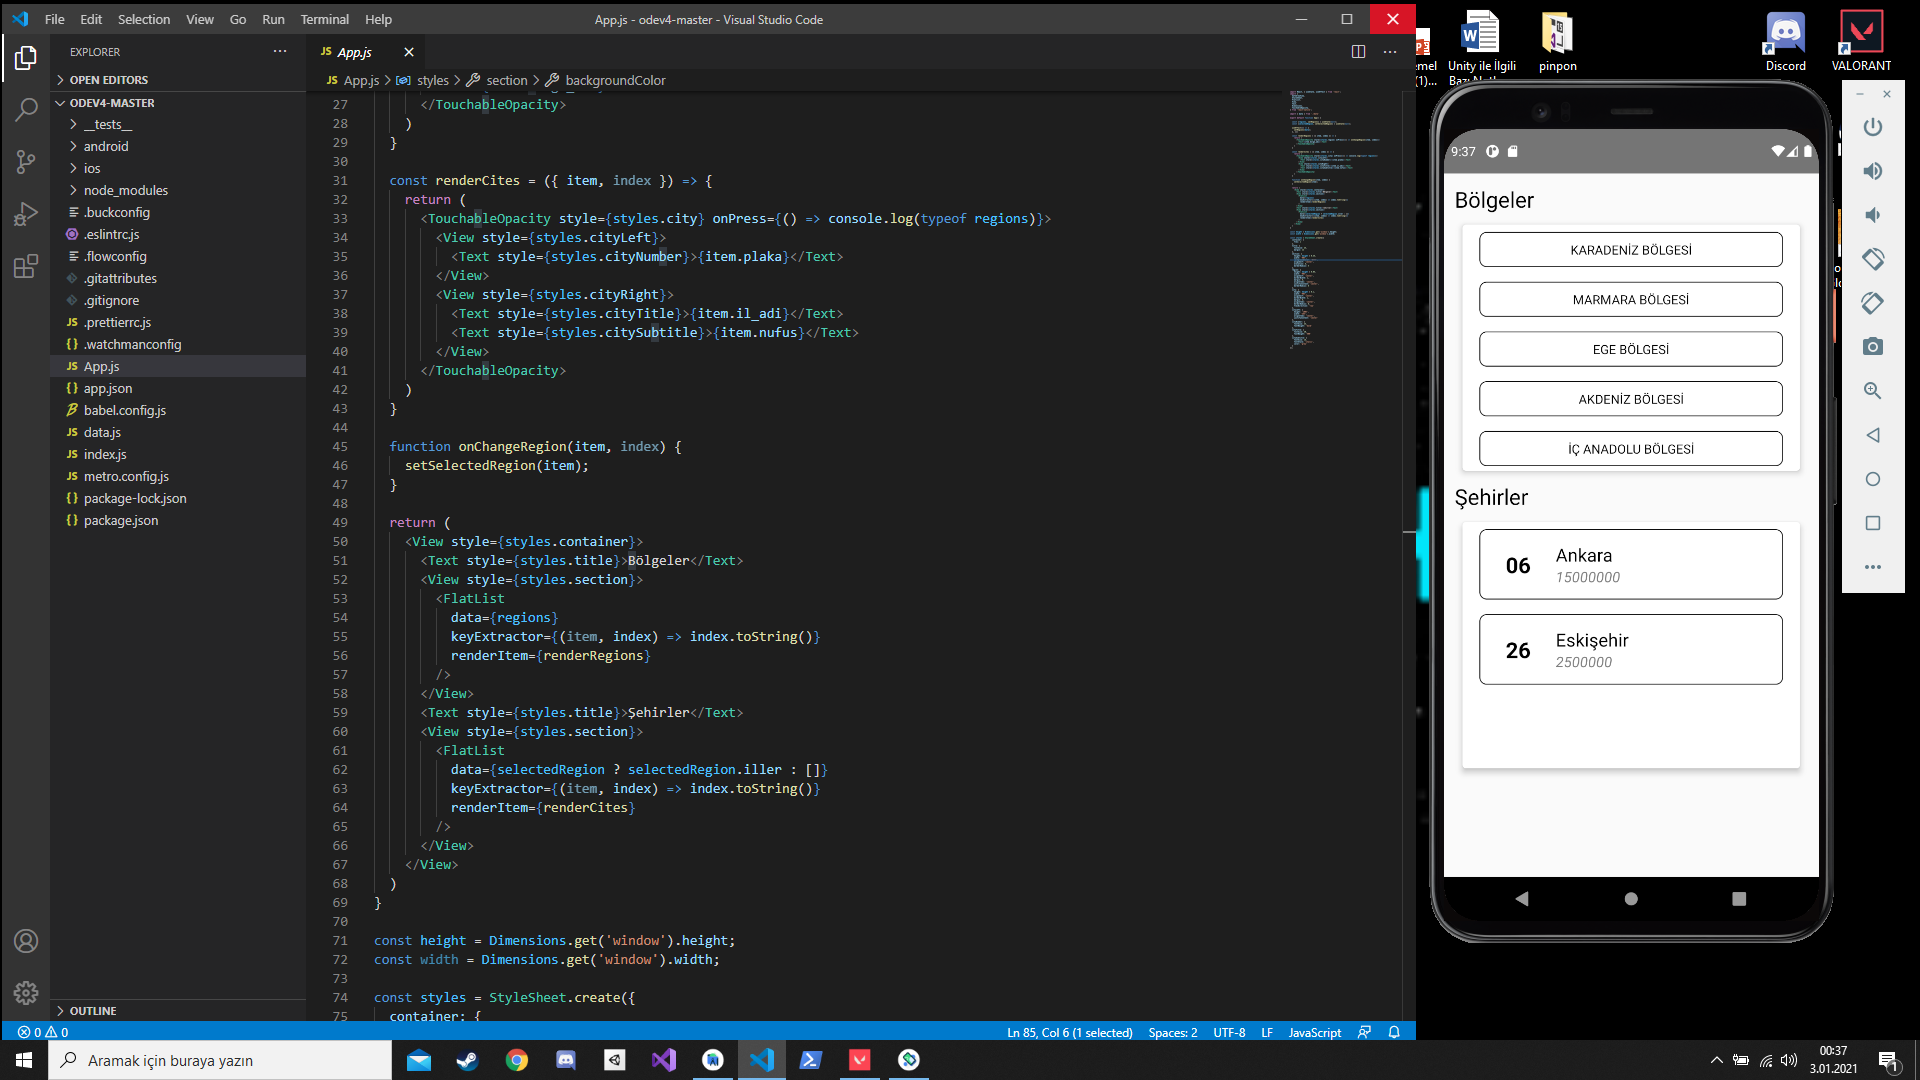 File Edit Selection View Go Run Terminal Help
App.js - odev4-master - Visual Studio Code
EXPLORER
OPEN EDITORS
ODEV4-MASTER
__tests__
android
ios
node_modules
.buckconfig
.eslintrc.js
.flowconfig
.gitattributes
.gitignore
JS .prettierrc.js
{} .watchmanconfig
JS App.js
{} app.json
babel.config.js
JS data.js
JS index.js
JS metro.config.js
{} package-lock.json
{} package.json
OUTLINE
JS App.js
JS App.js > styles > section > backgroundColor
27 </TouchableOpacity>
28 )
29 }
30
31 const renderCites = ({ item, index }) => {
32 return (
33 <TouchableOpacity style={styles.city} onPress={() => console.log(typeof regions)}>
34 <View style={styles.cityLeft}>
35 <Text style={styles.cityNumber}>{item.plaka}</Text>
36 </View>
37 <View style={styles.cityRight}>
38 <Text style={styles.cityTitle}>{item.il_adi}</Text>
39 <Text style={styles.citySubtitle}>{item.nufus}</Text>
40 </View>
41 </TouchableOpacity>
42 )
43 }
44
45 function onChangeRegion(item, index) {
46 setSelectedRegion(item);
47 }
48
49 return (
50 <View style={styles.container}>
51 <Text style={styles.title}>Bölgeler</Text>
52 <View style={styles.section}>
53 <FlatList
54 data={regions}
55 keyExtractor={(item, index) => index.toString()}
56 renderItem={renderRegions}
57 />
58 </View>
59 <Text style={styles.title}>Şehirler</Text>
60 <View style={styles.section}>
61 <FlatList
62 data={selectedRegion ? selectedRegion.iller : []}
63 keyExtractor={(item, index) => index.toString()}
64 renderItem={renderCites}
65 />
66 </View>
67 </View>
68 )
69 }
70
71 const height = Dimensions.get('window').height;
72 const width = Dimensions.get('window').width;
73
74 const styles = StyleSheet.create({
75 container: {
0 0
Ln 85, Col 6 (1 selected) Spaces: 2 UTF-8 LF JavaScript
Unity ile İlgili
pinpon
Discord
VALORANT
9:37
Bölgeler
KARADENİZ BÖLGESİ
MARMARA BÖLGESİ
EGE BÖLGESİ
AKDENİZ BÖLGESİ
İÇ ANADOLU BÖLGESİ
Şehirler
06 Ankara
15000000
26 Eskişehir
2500000
Aramak için buraya yazın
00:37
3.01.2021
1